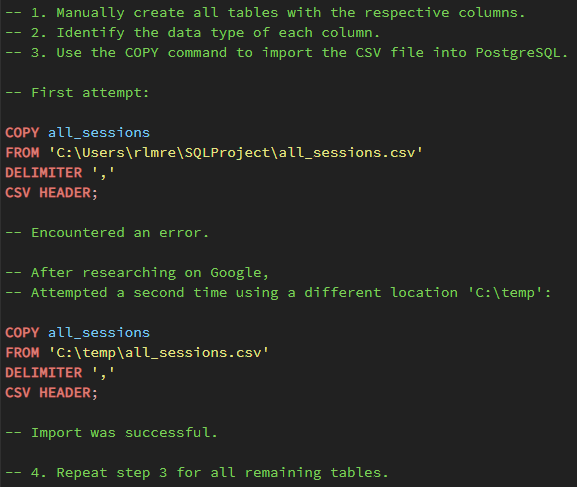 -- 1. Manually create all tables with the respective columns.
-- 2. Identify the data type of each column.
-- 3. Use the COPY command to import the CSV file into PostgreSQL.
-- First attempt:
COPY all_sessions
FROM 'C:\Users\rlmre\SQLProject\all_sessions.csv'
DELIMITER ','
CSV HEADER;
-- Encountered an error.
-- After researching on Google,
-- Attempted a second time using a different location 'C:\temp':
COPY all_sessions
FROM 'C:\temp\all_sessions.csv'
DELIMITER ','
CSV HEADER;
-- Import was successful.
-- 4. Repeat step 3 for all remaining tables.